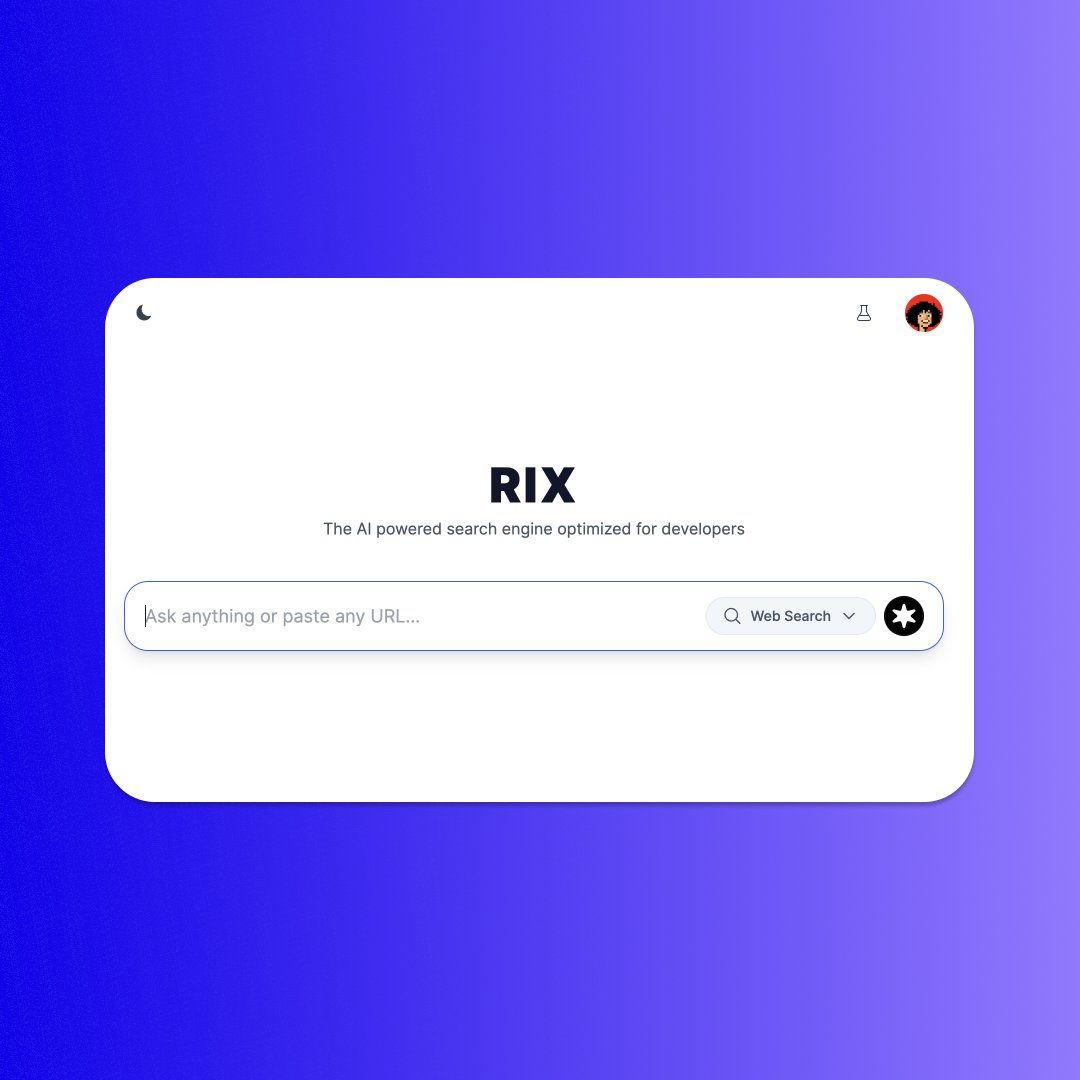 RIX
The AI powered search engine optimized for developers
Ask anything or paste any URL...
Web Search